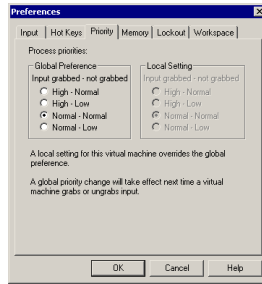 Preferences
Input Hot Keys Priority Memory Lockout Workspace
Process priorities:
Global Preference
Input grabbed - not grabbed
High - Normal
High - Low
Normal - Normal
Normal - Low
Local Setting
Input grabbed - not grabbed
High - Normal
High - Low
Normal - Normal
Normal - Low
A local setting for this virtual machine overrides the global
preference.
A global priority change will take effect next time a virtual
machine grabs or ungrabs input.
OK Cancel Help